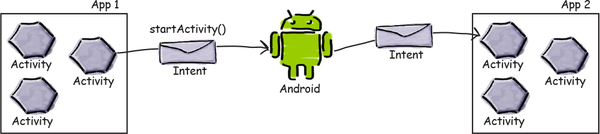 App 1
Activity
Activity
Activity
startActivity()
Intent
Android
Intent
App 2
Activity
Activity
Activity